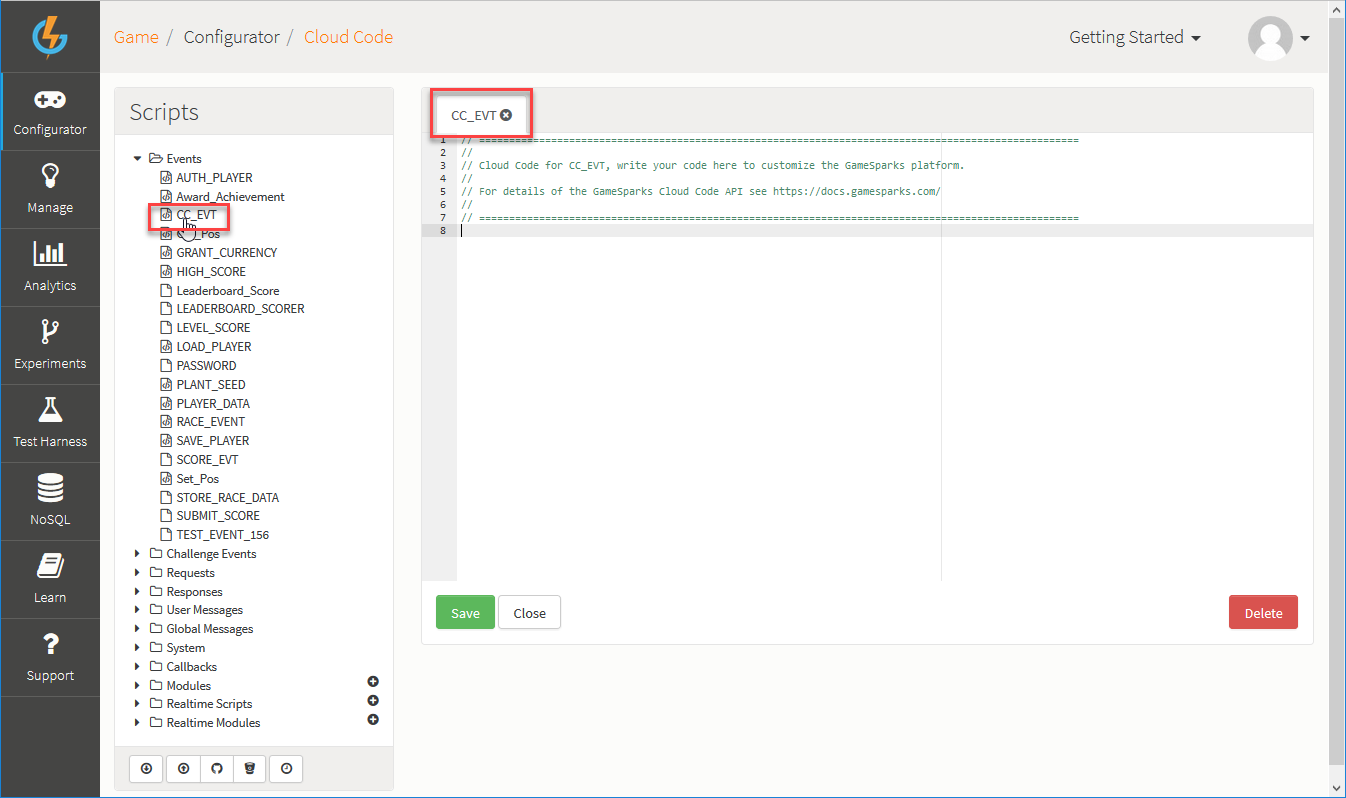 Game / Configurator / Cloud Code
Getting Started
Configurator
Manage
Analytics
Experiments
Test Harness
NoSQL
Learn
Support
Scripts
Events
AUTH_PLAYER
Award_Achievement
CC_EVT
_Pos
GRANT_CURRENCY
HIGH_SCORE
Leaderboard_Score
LEADERBOARD_SCORER
LEVEL_SCORE
LOAD_PLAYER
PASSWORD
PLANT_SEED
PLAYER_DATA
RACE_EVENT
SAVE_PLAYER
SCORE_EVT
Set_Pos
STORE_RACE_DATA
SUBMIT_SCORE
TEST_EVENT_156
Challenge Events
Requests
Responses
User Messages
Global Messages
System
Callbacks
Modules
Realtime Scripts
Realtime Modules
CC_EVT
1 // ====================================================================================================
2 //
3 // Cloud Code for CC_EVT, write your code here to customize the GameSparks platform.
4 //
5 // For details of the GameSparks Cloud Code API see https://docs.gamesparks.com/
6 //
7 // ====================================================================================================
8
Save
Close
Delete